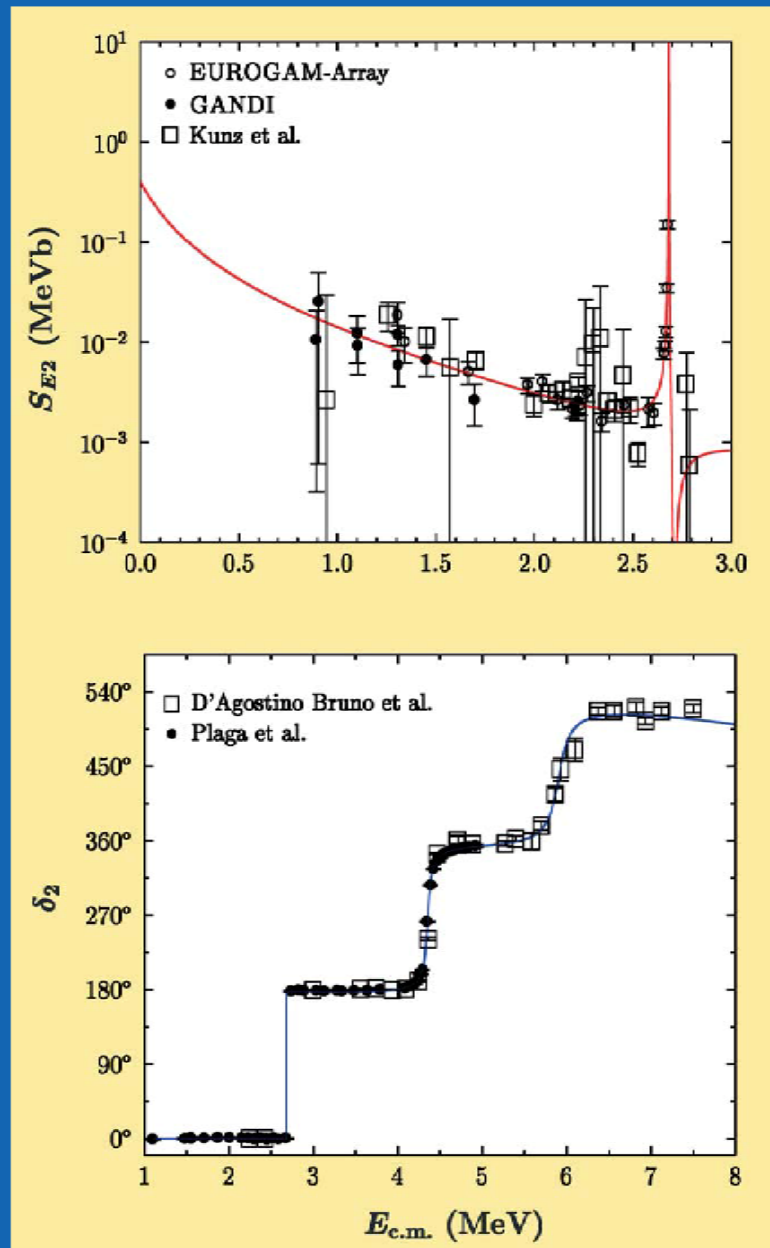 10¹
EUROGAM-Array
GANDI
10⁰
Kunz et al.
10⁻¹
S_E2 (MeVb)
10⁻²
10⁻³
10⁻⁴
0.0 0.5 1.0 1.5 2.0 2.5 3.0
540°
D'Agostino Bruno et al.
Plaga et al.
450°
360°
δ₂
270°
180°
90°
0°
1 2 3 4 5 6 7 8
E_c.m. (MeV)